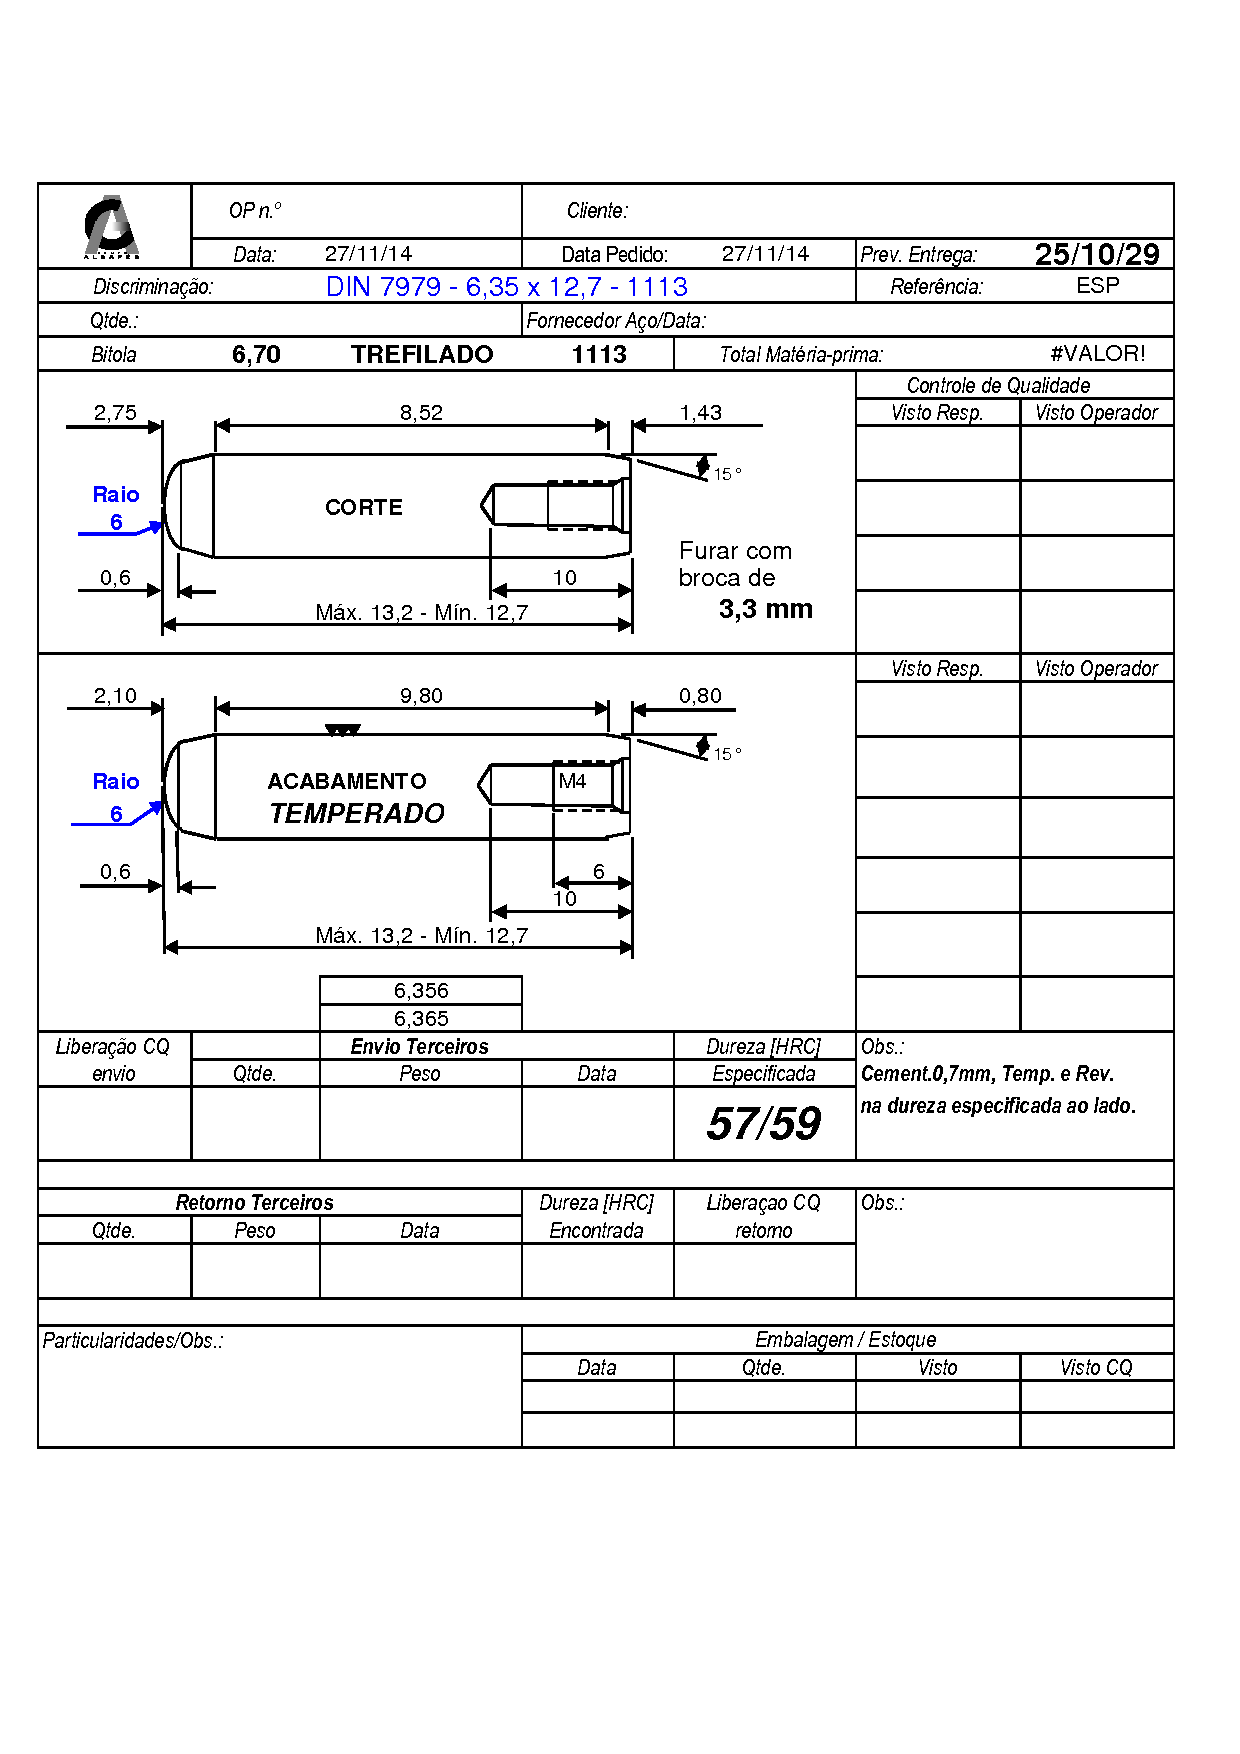 ALBAPES
OP n.º
Cliente:
Data: 27/11/14
Data Pedido: 27/11/14
Prev. Entrega: 25/10/29
Discriminação: DIN 7979 - 6,35 x 12,7 - 1113
Referência: ESP
Qtde.:
Fornecedor Aço/Data:
Bitola 6,70 TREFILADO 1113
Total Matéria-prima: #VALOR!
Controle de Qualidade
Visto Resp. Visto Operador
2,75 8,52 1,43
15°
Raio
6
CORTE
Furar com
broca de
3,3 mm
0,6 10
Máx. 13,2 - Mín. 12,7
Visto Resp. Visto Operador
2,10 9,80 0,80
15°
Raio
6
ACABAMENTO
TEMPERADO
M4
0,6 6
10
Máx. 13,2 - Mín. 12,7
6,356
6,365
Liberação CQ
envio
Envio Terceiros
Qtde. Peso Data
Dureza [HRC]
Especificada
57/59
Obs.:
Cement.0,7mm, Temp. e Rev.
na dureza especificada ao lado.
Retorno Terceiros
Qtde. Peso Data
Dureza [HRC]
Encontrada
Liberaçao CQ
retorno
Obs.:
Particularidades/Obs.:
Embalagem / Estoque
Data Qtde. Visto Visto CQ